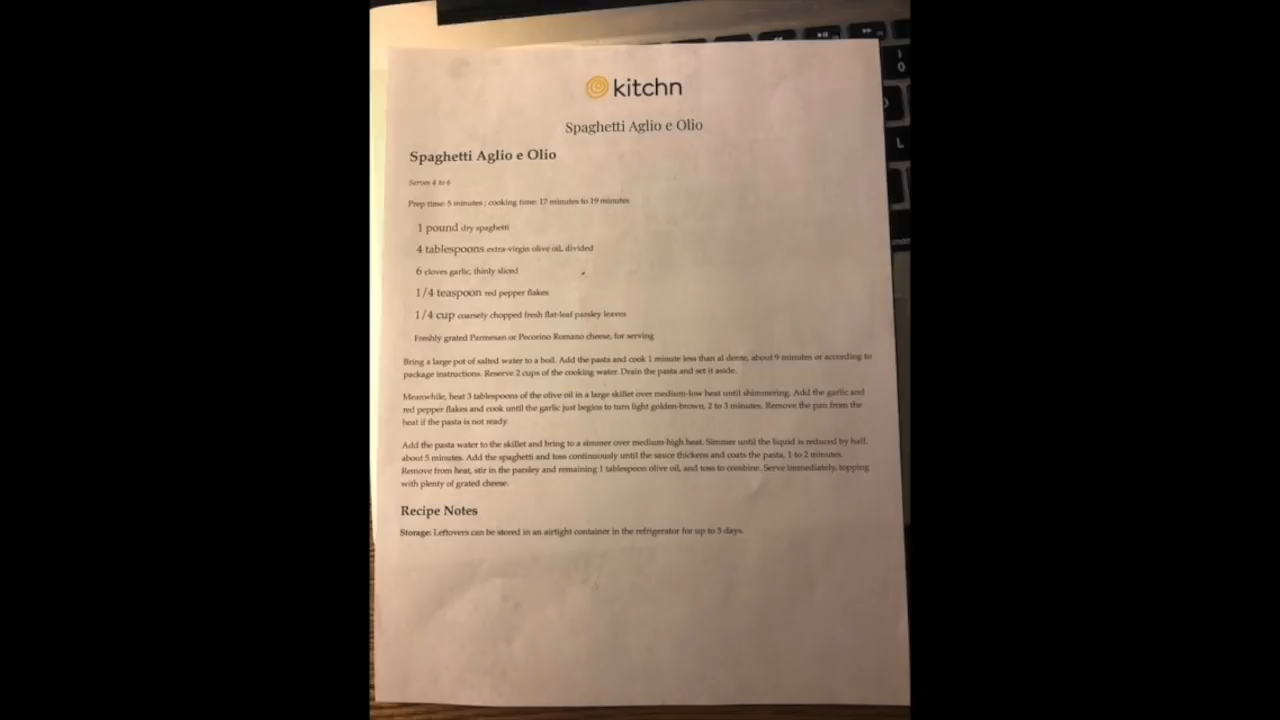 kitchn
Spaghetti Aglio e Olio
Spaghetti Aglio e Olio
Serves 4 to 6
Prep time: 5 minutes ; cooking time: 17 minutes to 19 minutes
1 pound dry spaghetti
4 tablespoons extra-virgin olive oil, divided
6 cloves garlic, thinly sliced
1/4 teaspoon red pepper flakes
1/4 cup coarsely chopped fresh flat-leaf parsley leaves
Freshly grated Parmesan or Pecorino Romano cheese, for serving
Bring a large pot of salted water to a boil. Add the pasta and cook 1 minute less than al dente, about 9 minutes or according to
package instructions. Reserve 2 cups of the cooking water. Drain the pasta and set it aside.
Meanwhile, heat 3 tablespoons of the olive oil in a large skillet over medium-low heat until shimmering. Add the garlic and
red pepper flakes and cook until the garlic just begins to turn light golden-brown, 2 to 3 minutes. Remove the pan from the
heat if the pasta is not ready.
Add the pasta water to the skillet and bring to a simmer over medium-high heat. Simmer until the liquid is reduced by half,
about 5 minutes. Add the spaghetti and toss continuously until the sauce thickens and coats the pasta, 1 to 2 minutes.
Remove from heat, stir in the parsley and remaining 1 tablespoon olive oil, and toss to combine. Serve immediately, topping
with plenty of grated cheese.
Recipe Notes
Storage: Leftovers can be stored in an airtight container in the refrigerator for up to 5 days.
L